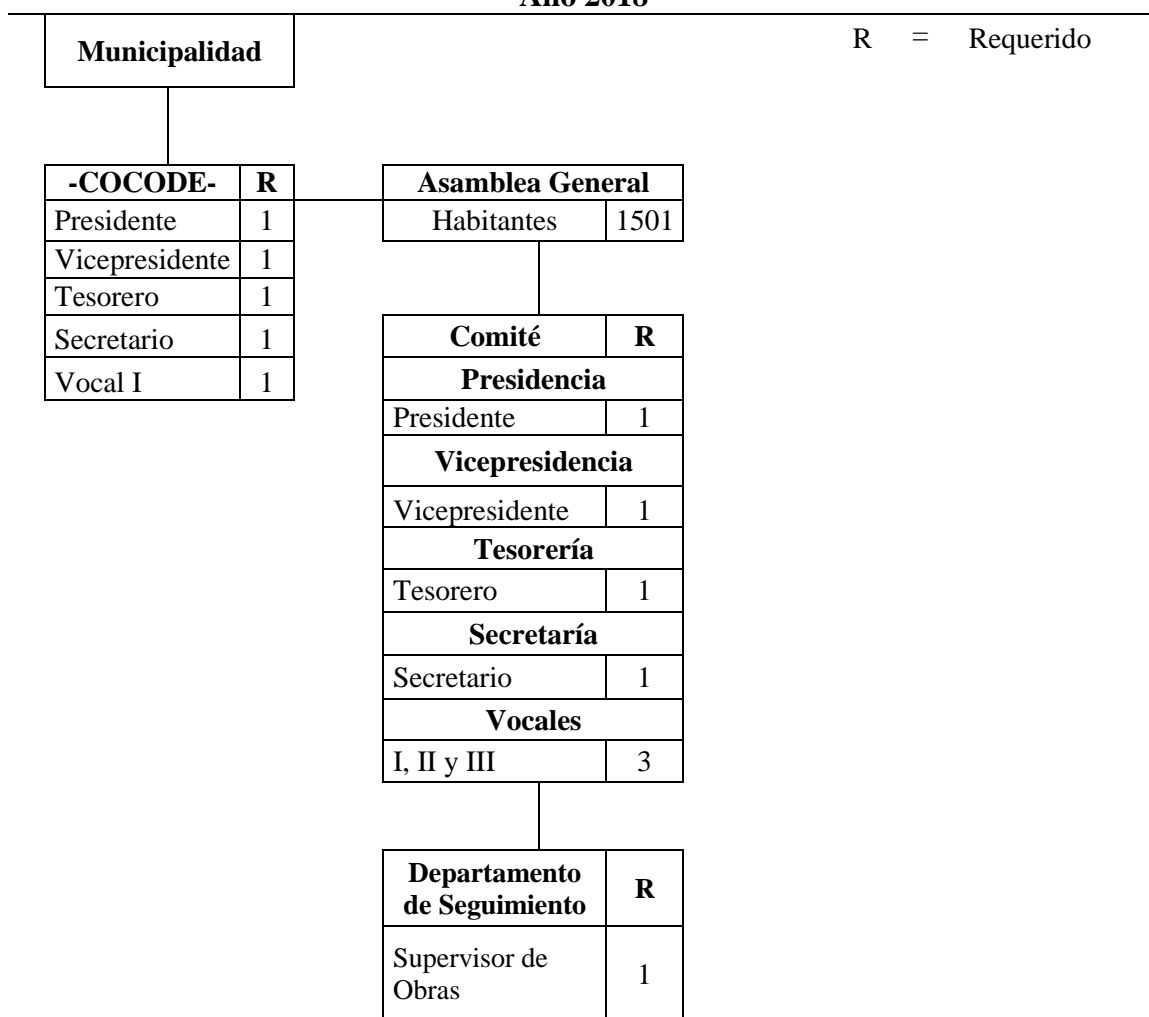 Año 2018
Municipalidad
R = Requerido
-COCODE- R
Presidente 1
Vicepresidente 1
Tesorero 1
Secretario 1
Vocal I 1
Asamblea General
Habitantes 1501
Comité R
Presidencia
Presidente 1
Vicepresidencia
Vicepresidente 1
Tesorería
Tesorero 1
Secretaría
Secretario 1
Vocales
I, II y III 3
Departamento
de Seguimiento
R
Supervisor de
Obras
1